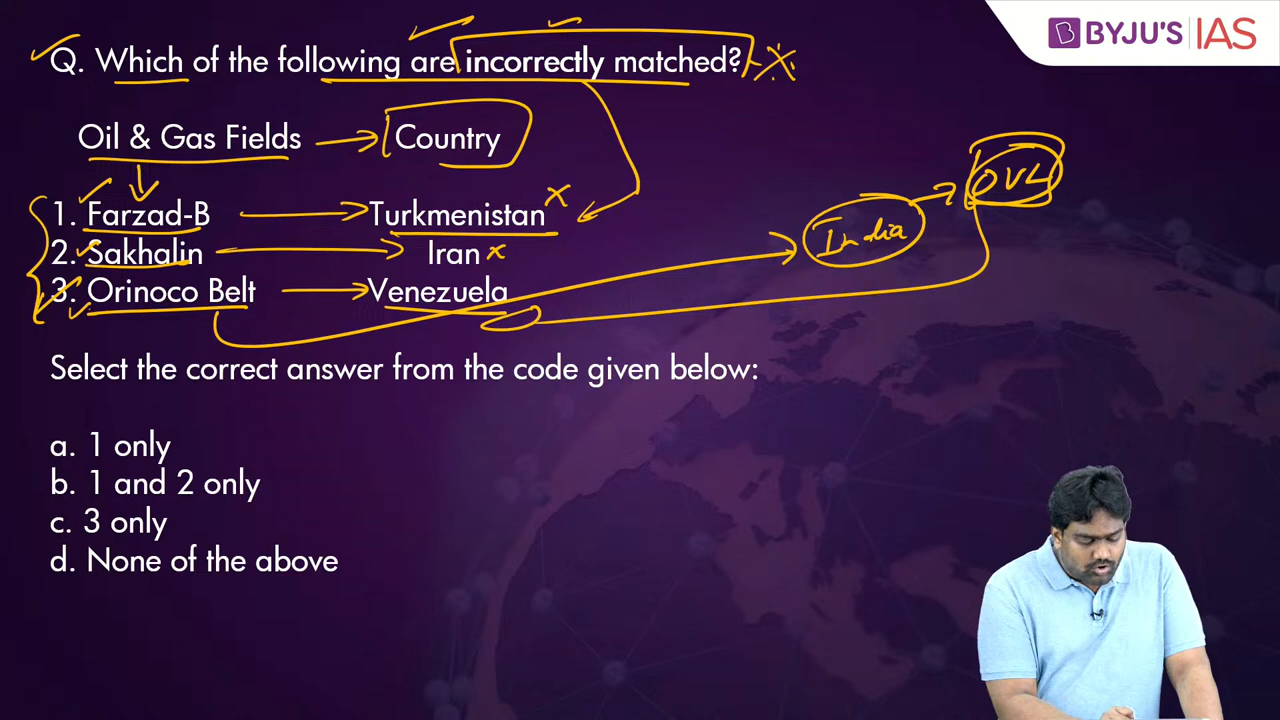 BYJU'S IAS
Q. Which of the following are incorrectly matched?
Oil & Gas Fields Country
1. Farzad-B Turkmenistan
2. Sakhalin Iran
3. Orinoco Belt Venezuela
India
OVL
Select the correct answer from the code given below:
a. 1 only
b. 1 and 2 only
c. 3 only
d. None of the above